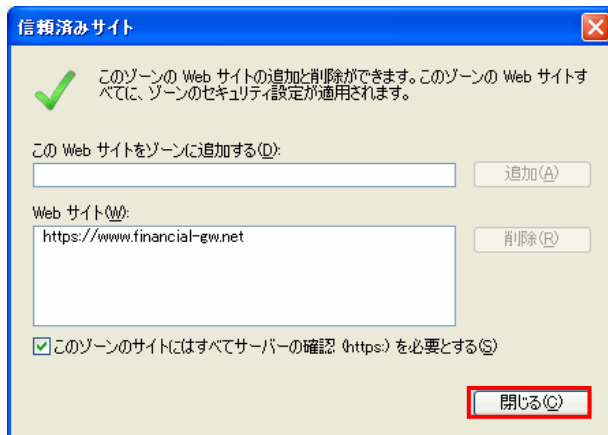 信頼済みサイト
このゾーンの Web サイトの追加と削除ができます。このゾーンの Web サイトす
べてに、ゾーンのセキュリティ設定が適用されます。
この Web サイトをゾーンに追加する(D):
追加(A)
Web サイト(W):
https://www.financial-gw.net
削除(R)
このゾーンのサイトにはすべてサーバーの確認 (https:) を必要とする(S)
閉じる(C)